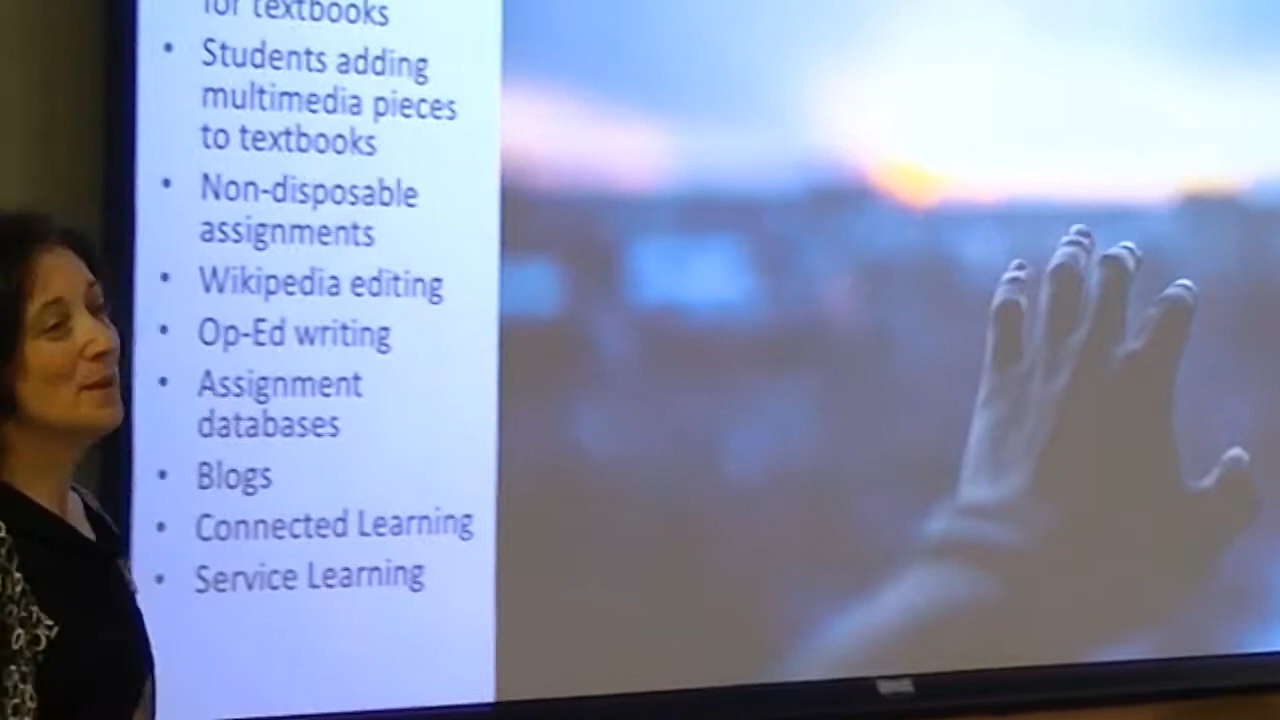 for textbooks
• Students adding
multimedia pieces
to textbooks
• Non-disposable
assignments
• Wikipedia editing
• Op-Ed writing
• Assignment
databases
• Blogs
• Connected Learning
• Service Learning